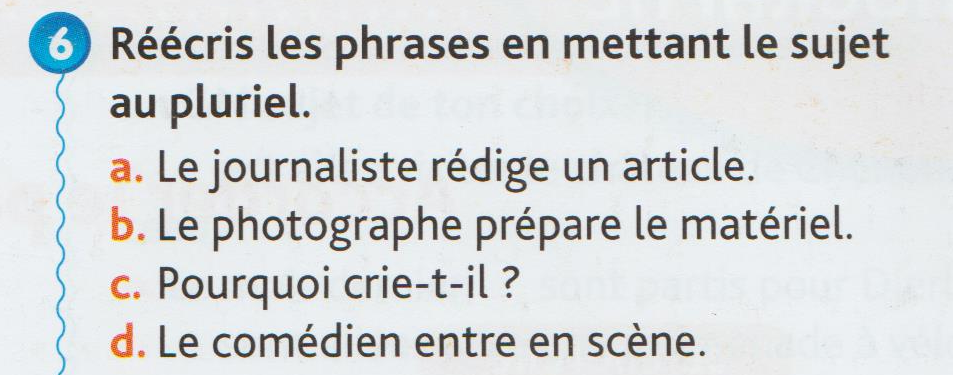 6 Réécris les phrases en mettant le sujet
au pluriel.
a. Le journaliste rédige un article.
b. Le photographe prépare le matériel.
c. Pourquoi crie-t-il ?
d. Le comédien entre en scène.